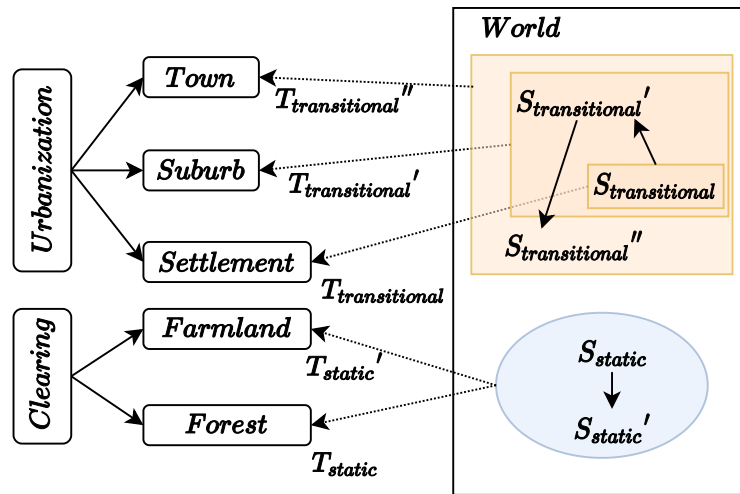 World
Urbanization
Town
T_transitional''
S_transitional'
Suburb
T_transitional'
S_transitional
Settlement
S_transitional''
T_transitional
Clearing
Farmland
T_static'
S_static
Forest
S_static'
T_static